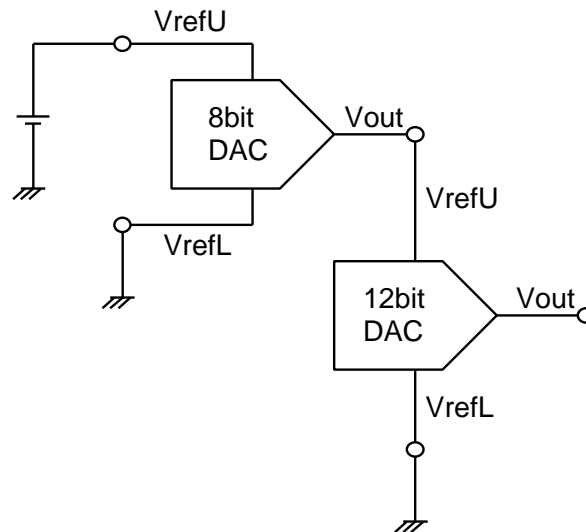 VrefU
8bit
DAC
Vout
VrefL
VrefU
12bit
DAC
Vout
VrefL